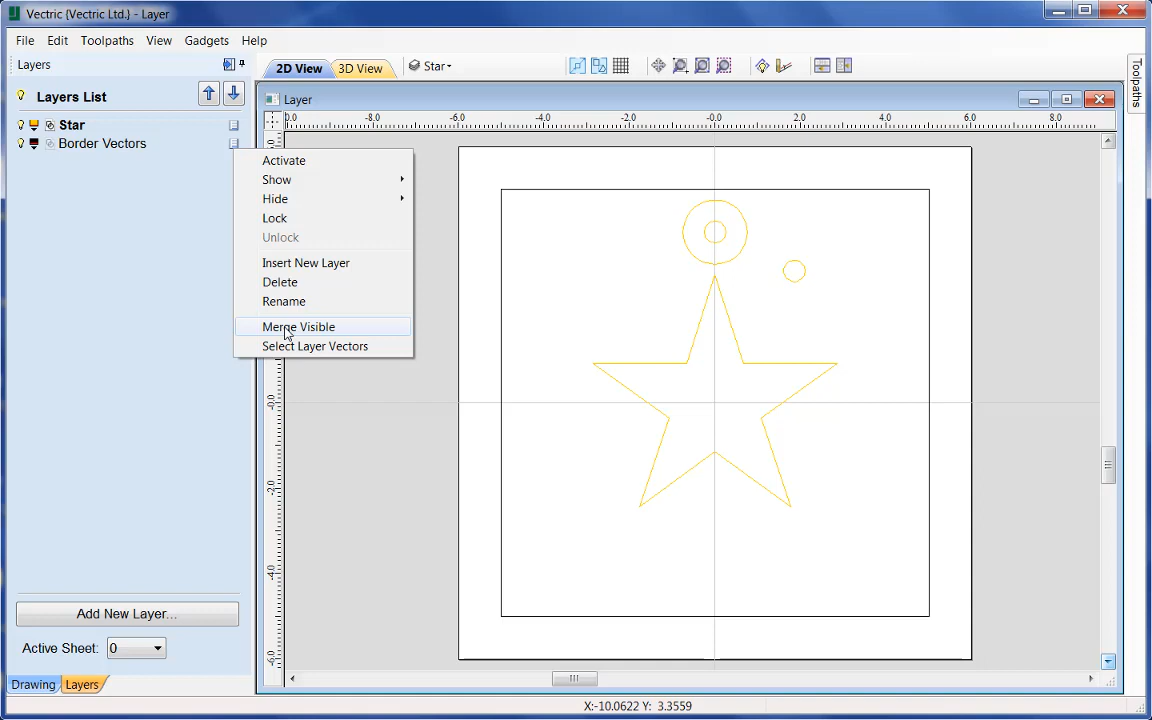 Vectric {Vectric Ltd.} - Layer
File Edit Toolpaths View Gadgets Help
Layers
2D View 3D View Star
Toolpaths
Layers List
Layer
Star
Border Vectors
-8.0 -6.0 -4.0 -2.0 -0.0 2.0 4.0 6.0 8.0
Activate
Show
Hide
Lock
Unlock
Insert New Layer
Delete
Rename
Merge Visible
Select Layer Vectors
Add New Layer...
Active Sheet: 0
Drawing Layers
X:-10.0622 Y: 3.3559